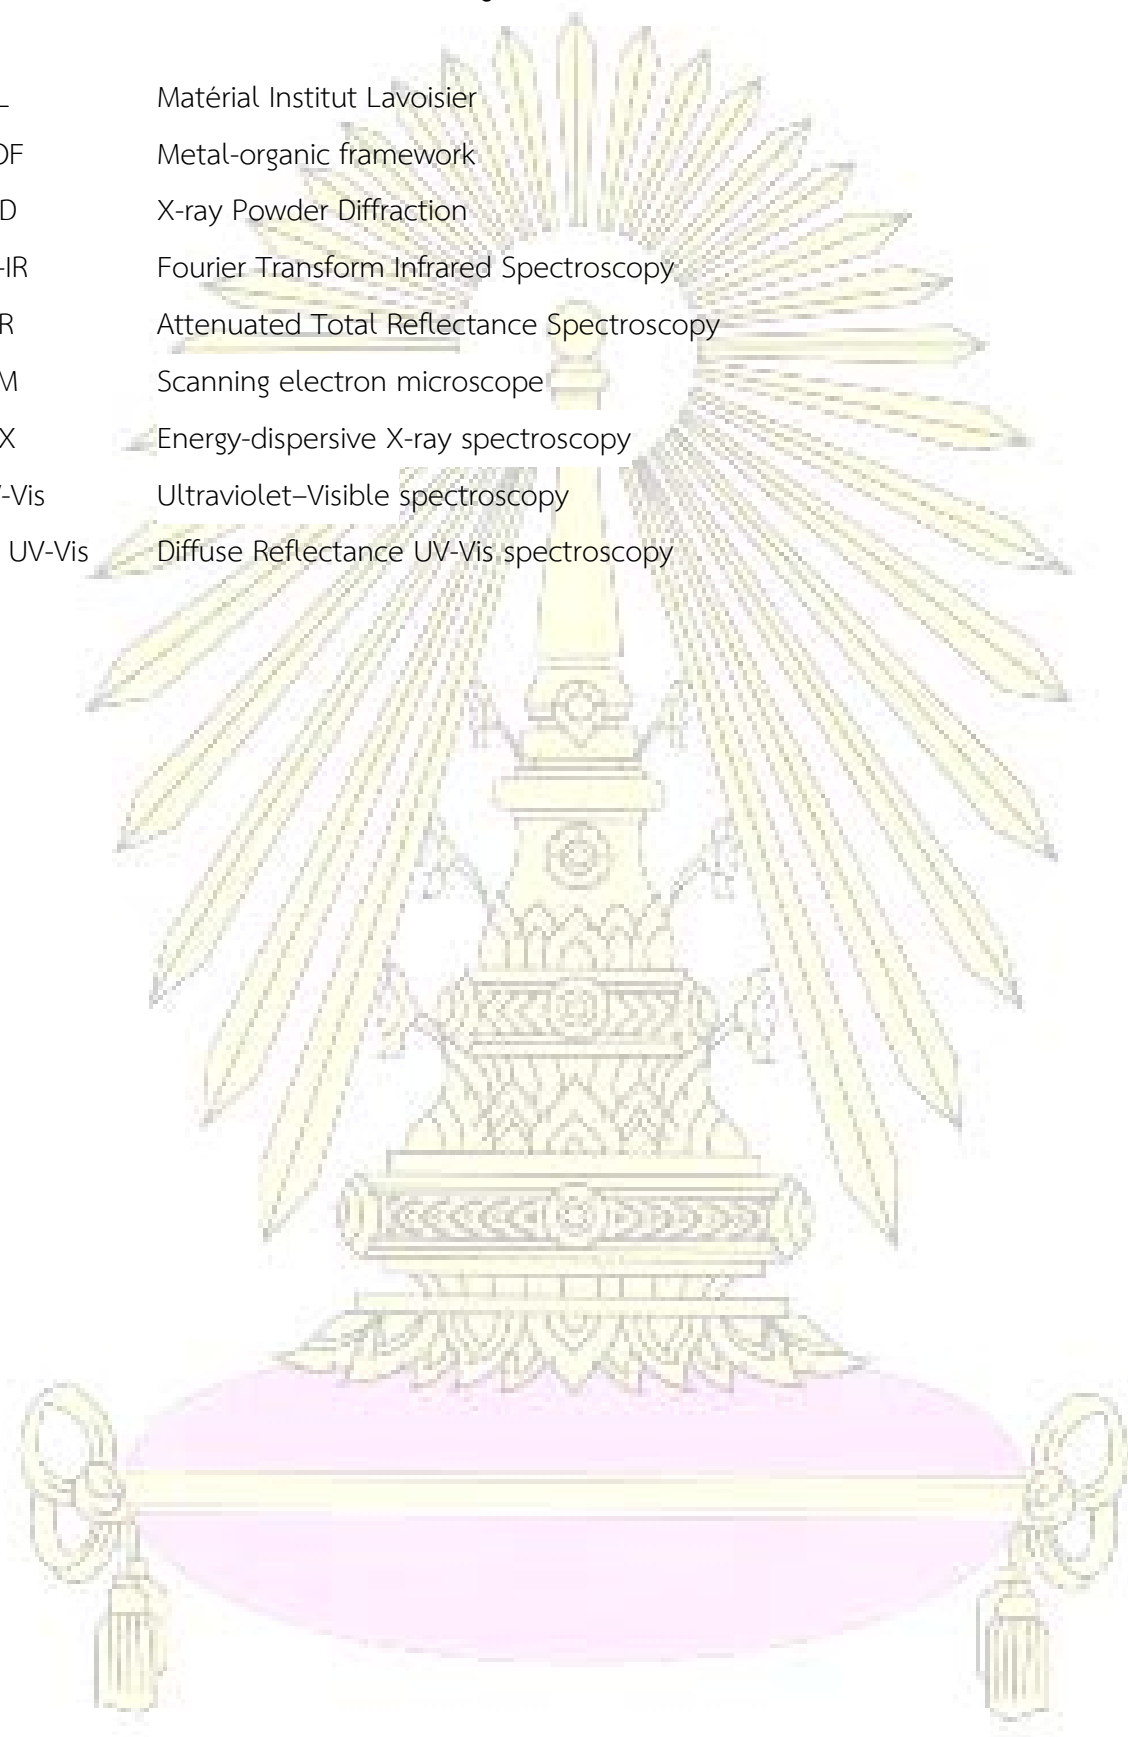 L Matérial Institut Lavoisier
OF Metal-organic framework
D X-ray Powder Diffraction
-IR Fourier Transform Infrared Spectroscopy
R Attenuated Total Reflectance Spectroscopy
M Scanning electron microscope
X Energy-dispersive X-ray spectroscopy
-Vis Ultraviolet–Visible spectroscopy
UV-Vis Diffuse Reflectance UV-Vis spectroscopy